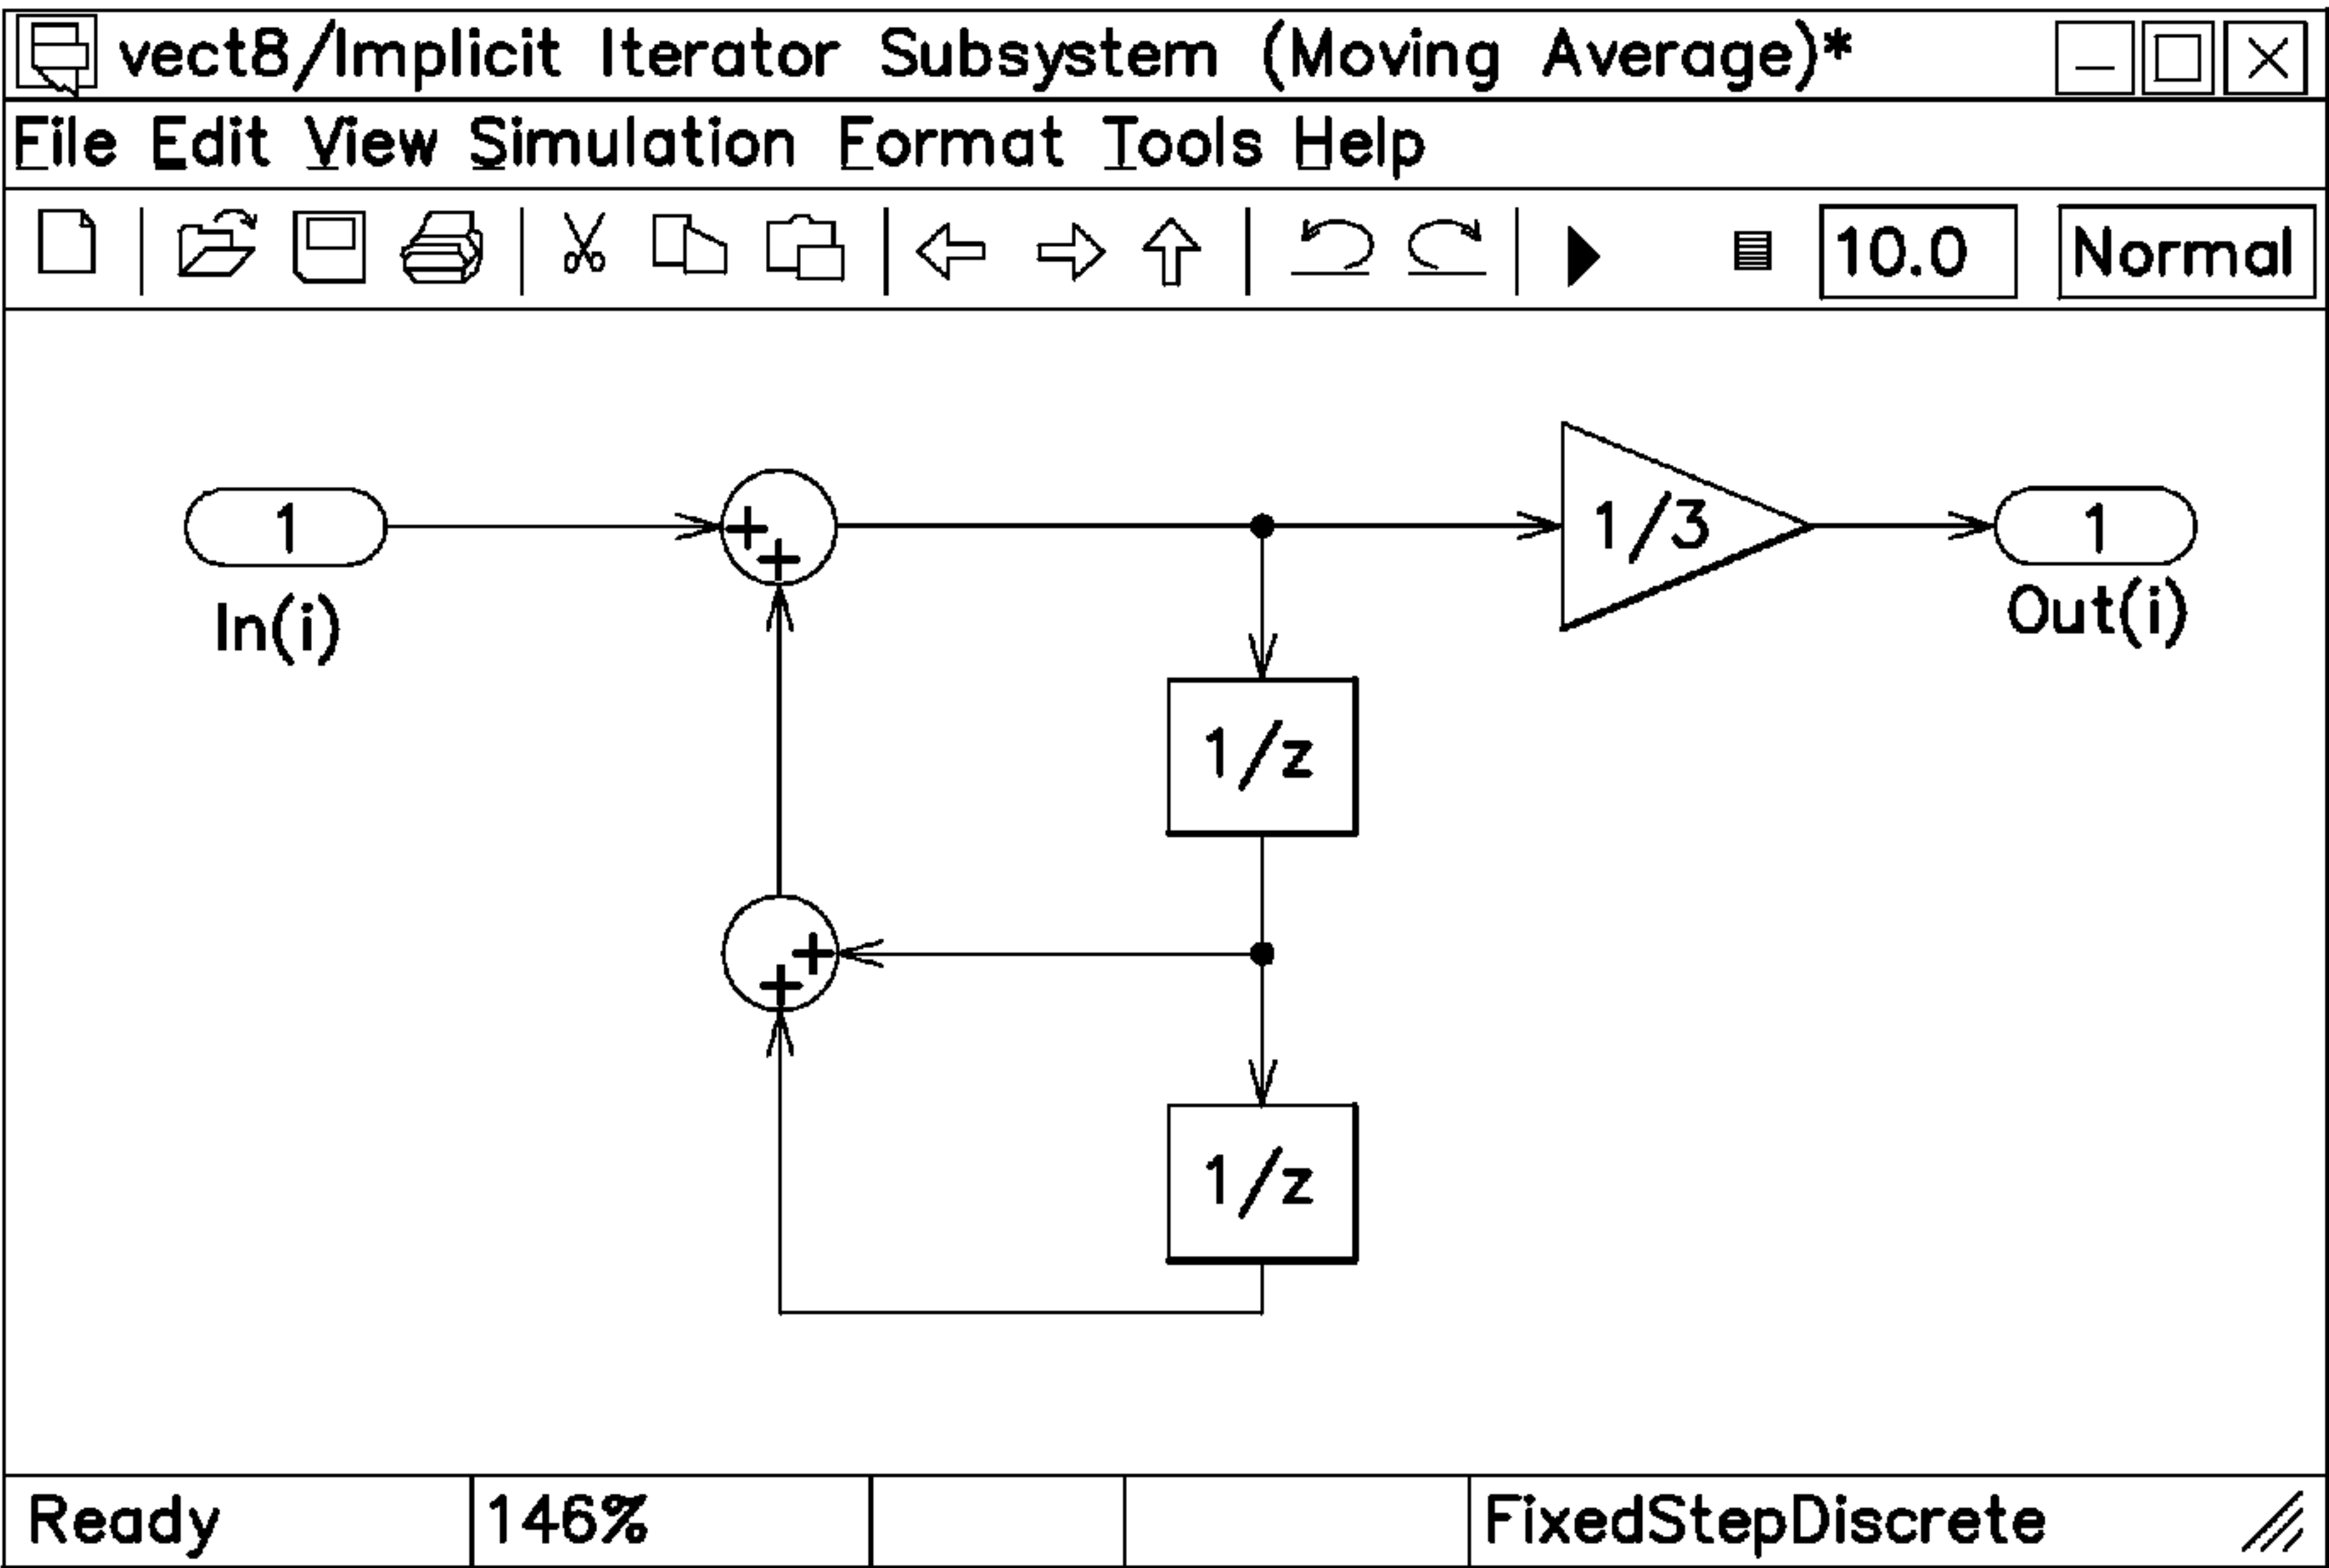 vect8/Implicit Iterator Subsystem (Moving Average)*
File Edit View Simulation Format Tools Help
10.0 Normal
1 + + 1/3 1
In(i) Out(i)
1/z
+ +
1/z
Ready 146% FixedStepDiscrete